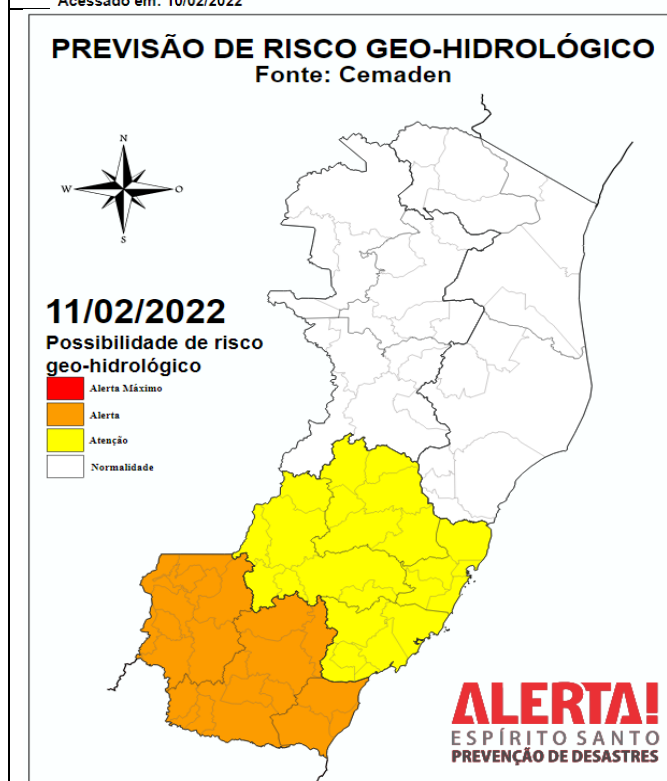 Acessado em: 10/02/2022
PREVISÃO DE RISCO GEO-HIDROLÓGICO
Fonte: Cemaden
N
W
O
S
11/02/2022
Possibilidade de risco
geo-hidrológico
Alerta Máximo
Alerta
Atenção
Normalidade
ALERTA!
ESPÍRITO SANTO
PREVENÇÃO DE DESASTRES